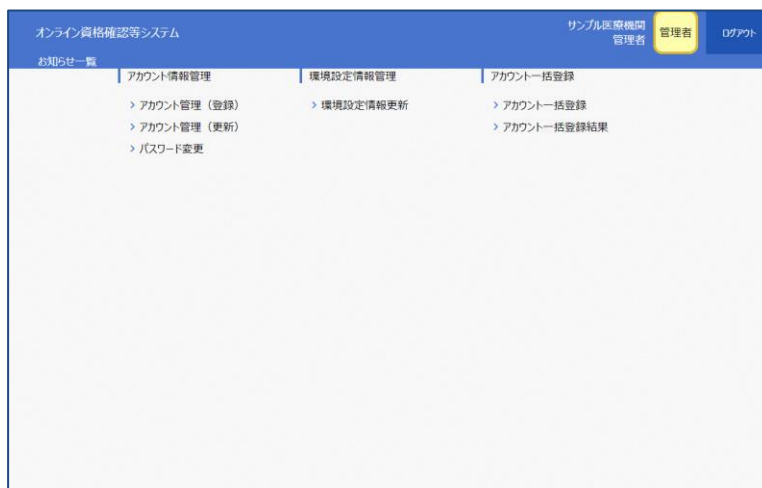 オンライン資格確認等システム
サンプル医療機関
管理者
管理者
ログアウト
お知らせ一覧
アカウント情報管理
> アカウント管理（登録）
> アカウント管理（更新）
> パスワード変更
環境設定情報管理
> 環境設定情報更新
アカウント一括登録
> アカウント一括登録
> アカウント一括登録結果